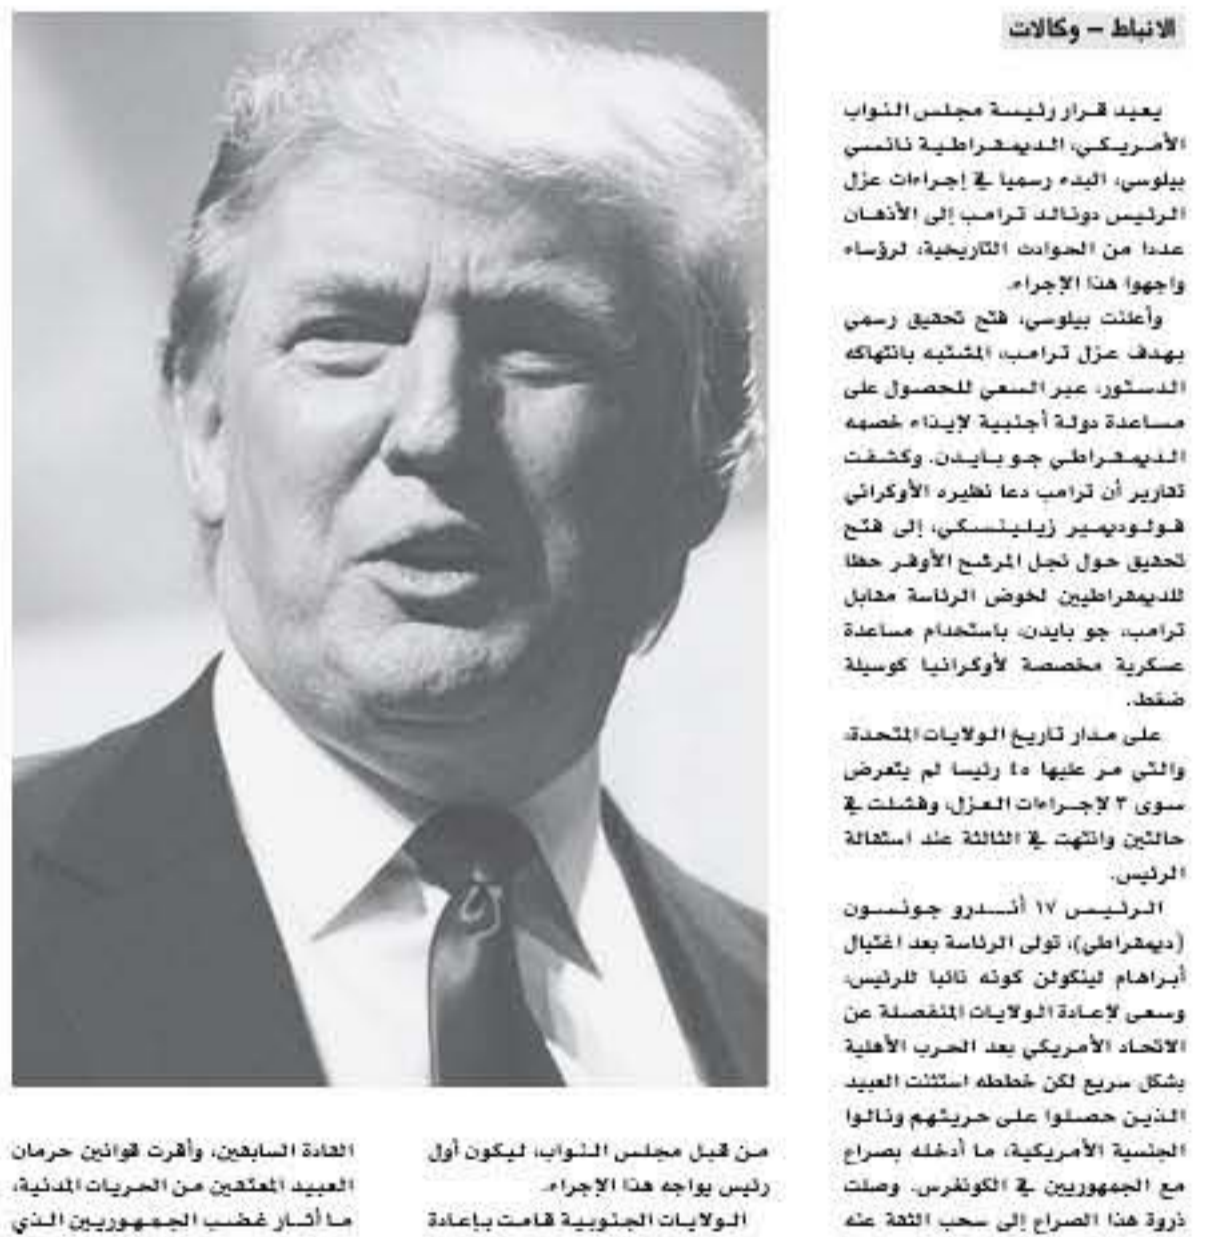 الانباط – وكالات
يعيد قرار رئيسة مجلس النواب
الأمريكي، الديمقراطية نانسي
بيلوسي، البدء رسميا في إجراءات عزل
الرئيس دونالد ترامب إلى الأذهان
عددا من الحوادث التاريخية، لرؤساء
واجهوا هذا الإجراء.
وأعلنت بيلوسي، فتح تحقيق رسمي
بهدف عزل ترامب، المشتبه بانتهاكه
الدستور، عبر السعي للحصول على
مساعدة دولة أجنبية لإيذاء خصمه
الديمقراطي جو بايدن. وكشفت
تقارير أن ترامب دعا نظيره الأوكراني
فولوديمير زيلينسكي، إلى فتح
تحقيق حول نجل المرشح الأوفر حظا
للديمقراطيين لخوض الرئاسة مقابل
ترامب، جو بايدن، باستخدام مساعدة
عسكرية مخصصة لأوكرانيا كوسيلة
ضغط.
على مدار تاريخ الولايات المتحدة،
والتي مر عليها ٤٥ رئيسا لم يتعرض
سوى ٣ لإجراءات العزل، وفشلت في
حالتين وانتهت في الثالثة عند استقالة
الرئيس.
الرئيس ١٧ أندرو جونسون
(ديمقراطي)، تولى الرئاسة بعد اغتيال
أبراهام لينكولن كونه نائبا للرئيس،
وسعى لإعادة الولايات المنفصلة عن
الاتحاد الأمريكي بعد الحرب الأهلية
بشكل سريع لكن خططه استثنت العبيد
الذين حصلوا على حريتهم ونالوا
الجنسية الأمريكية، ما أدخله بصراع
مع الجمهوريين في الكونغرس. وصلت
ذروة هذا الصراع إلى سحب الثقة عنه
من قبل مجلس النواب، ليكون أول
رئيس يواجه هذا الإجراء.
الولايات الجنوبية قامت بإعادة
القادة السابقين، وأقرت قوانين حرمان
العبيد المعتقين من الحريات المدنية،
ما أثار غضب الجمهوريين الذي